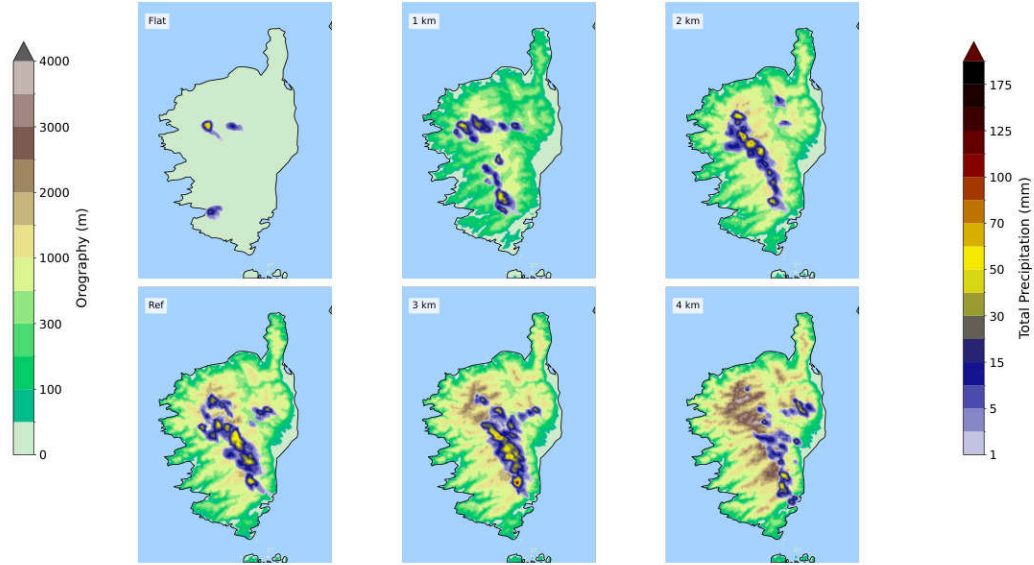 Flat
1 km
2 km
4000
3000
2000
1000
300
100
0
Orography (m)
Ref
3 km
4 km
175
125
100
70
50
30
15
5
1
Total Precipitation (mm)